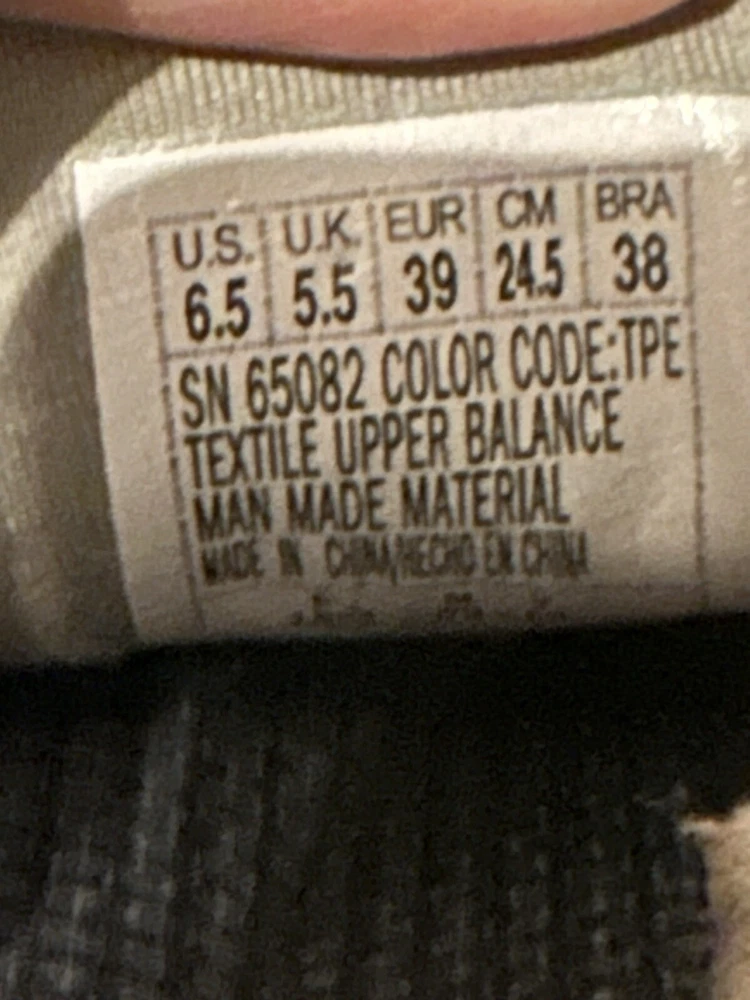 U.S. U.K. EUR CM BRA
6.5 5.5 39 24.5 38
SN 65082 COLOR CODE:TPE
TEXTILE UPPER BALANCE
MAN MADE MATERIAL
MADE IN CHINA/HECHO EN CHINA